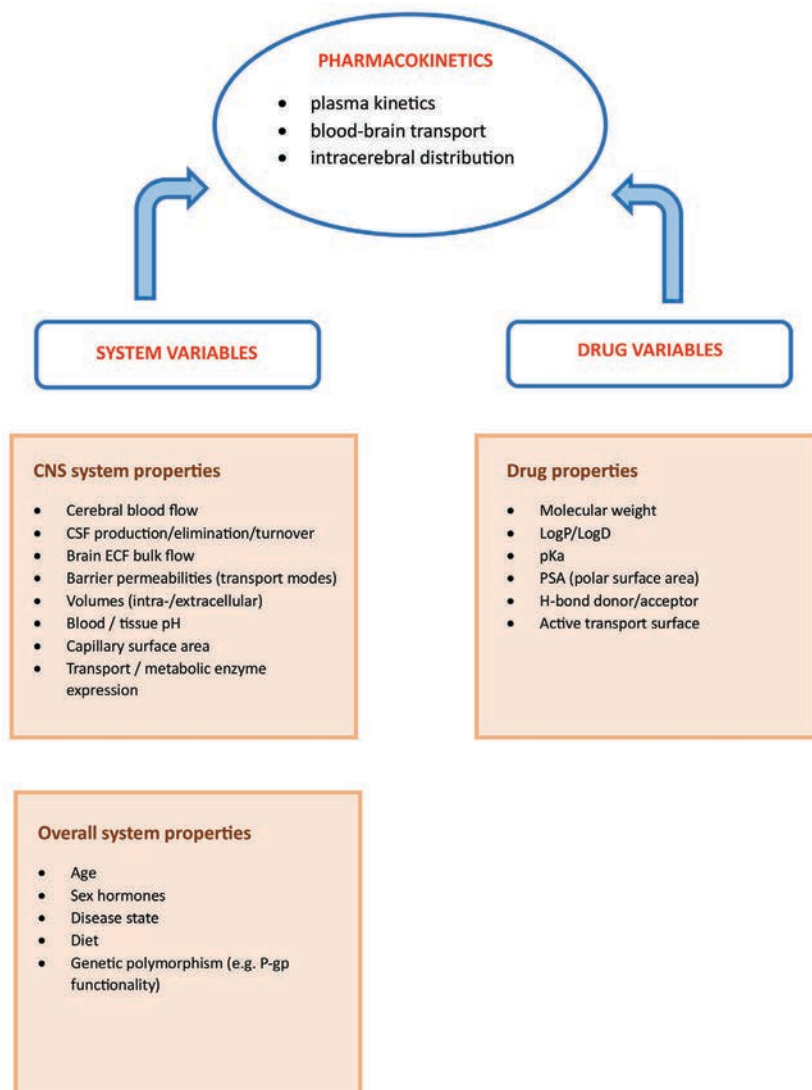 PHARMACOKINETICS
• plasma kinetics
• blood-brain transport
• intracerebral distribution
SYSTEM VARIABLES
DRUG VARIABLES
CNS system properties
• Cerebral blood flow
• CSF production/elimination/turnover
• Brain ECF bulk flow
• Barrier permeabilities (transport modes)
• Volumes (intra-/extracellular)
• Blood / tissue pH
• Capillary surface area
• Transport / metabolic enzyme
expression
Drug properties
• Molecular weight
• LogP/LogD
• pKa
• PSA (polar surface area)
• H-bond donor/acceptor
• Active transport surface
Overall system properties
• Age
• Sex hormones
• Disease state
• Diet
• Genetic polymorphism (e.g. P-gp
functionality)